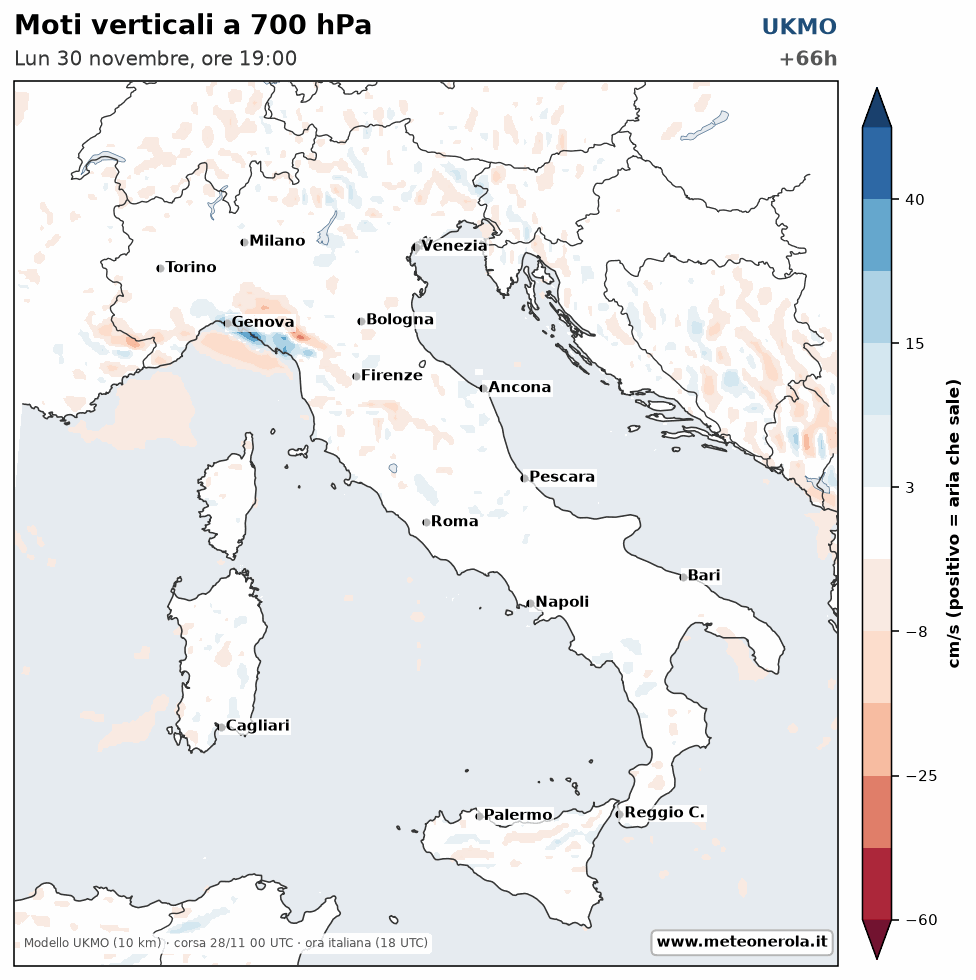 Moti verticali a 700 hPa
UKMO
Lun 30 novembre, ore 19:00
+66h
Milano
Venezia
Torino
Genova
Bologna
Firenze
Ancona
Pescara
Roma
Bari
Napoli
Cagliari
Palermo
Reggio C.
40
15
3
−8
−25
−60
cm/s (positivo = aria che sale)
Modello UKMO (10 km) · corsa 28/11 00 UTC · ora italiana (18 UTC)
www.meteonerola.it